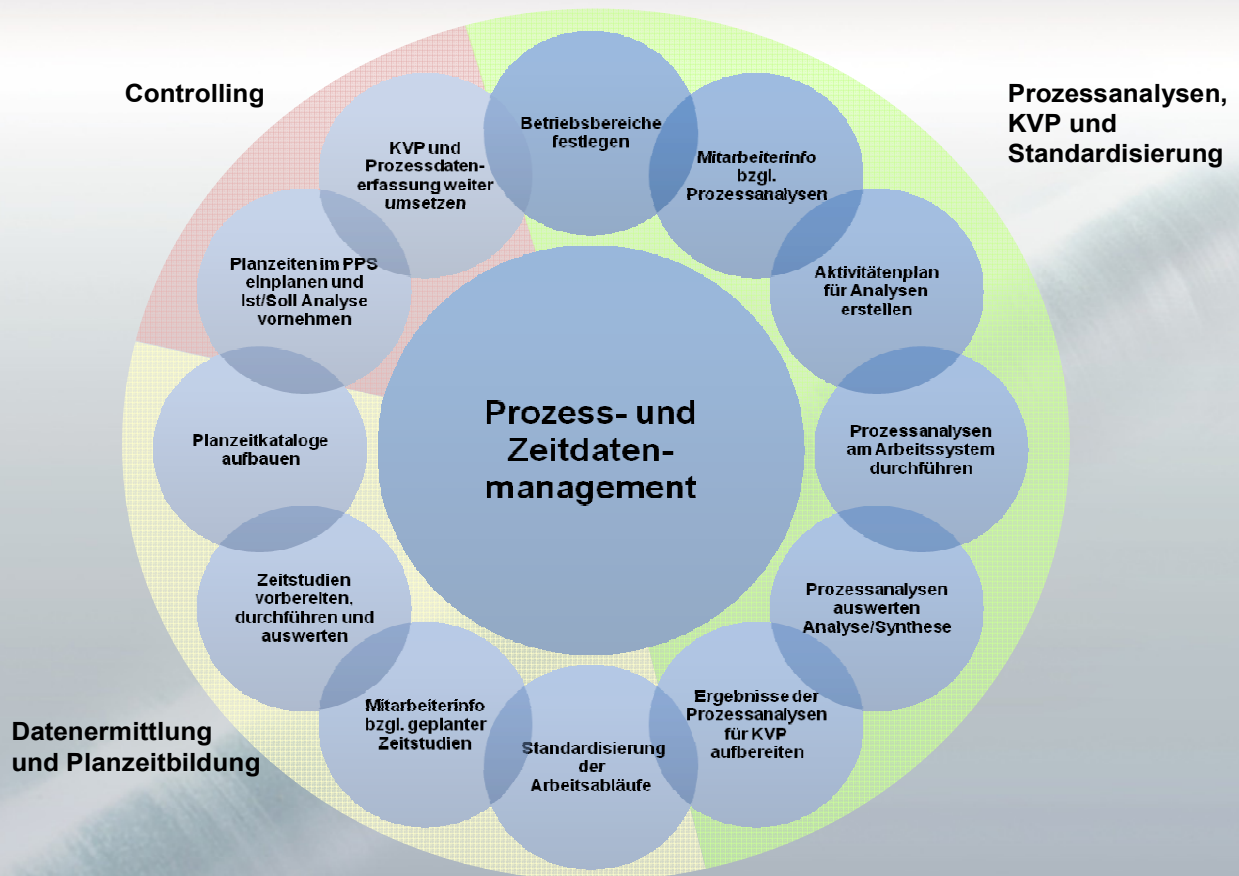 Controlling
Prozessanalysen,
KVP und
Standardisierung
Betriebsbereiche
festlegen
Mitarbeiterinfo
bzgl.
Prozessanalysen
Aktivitätenplan
für Analysen
erstellen
Prozessanalysen
am Arbeitssystem
durchführen
Prozessanalysen
auswerten
Analyse/Synthese
Ergebnisse der
Prozessanalysen
für KVP
aufbereiten
Standardisierung
der
Arbeitsabläufe
Mitarbeiterinfo
bzgl. geplanter
Zeitstudien
Zeitstudien
vorbereiten,
durchführen und
auswerten
Planzeitkataloge
aufbauen
Planzeiten im PPS
einplanen und
Ist/Soll Analyse
vornehmen
KVP und
Prozessdaten-
erfassung weiter
umsetzen
Prozess- und
Zeitdaten-
management
Datenermittlung
und Planzeitbildung